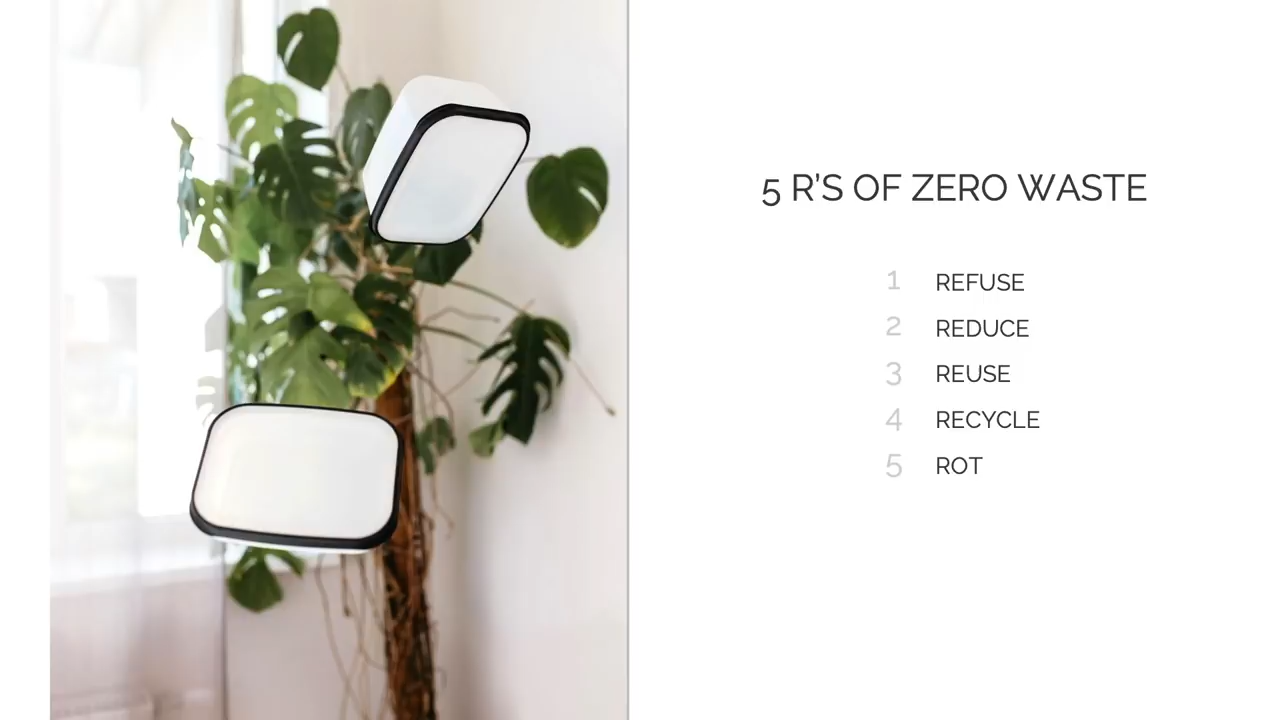 5 R'S OF ZERO WASTE
1 REFUSE
2 REDUCE
3 REUSE
4 RECYCLE
5 ROT